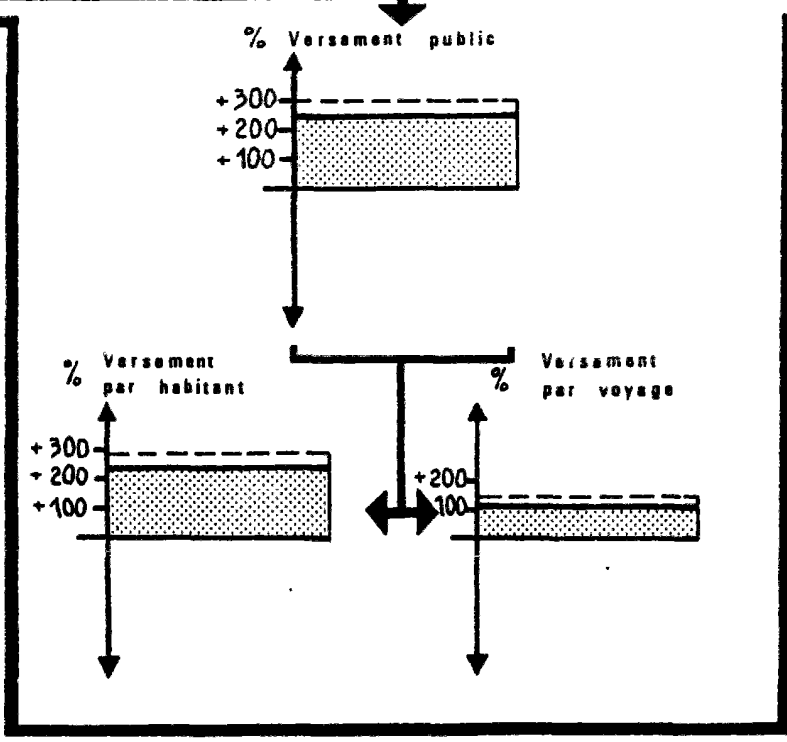 % Versement public
+300
+200
+100
% Versement
par habitant
+300
+200
+100
% Versement
par voyage
+200
100